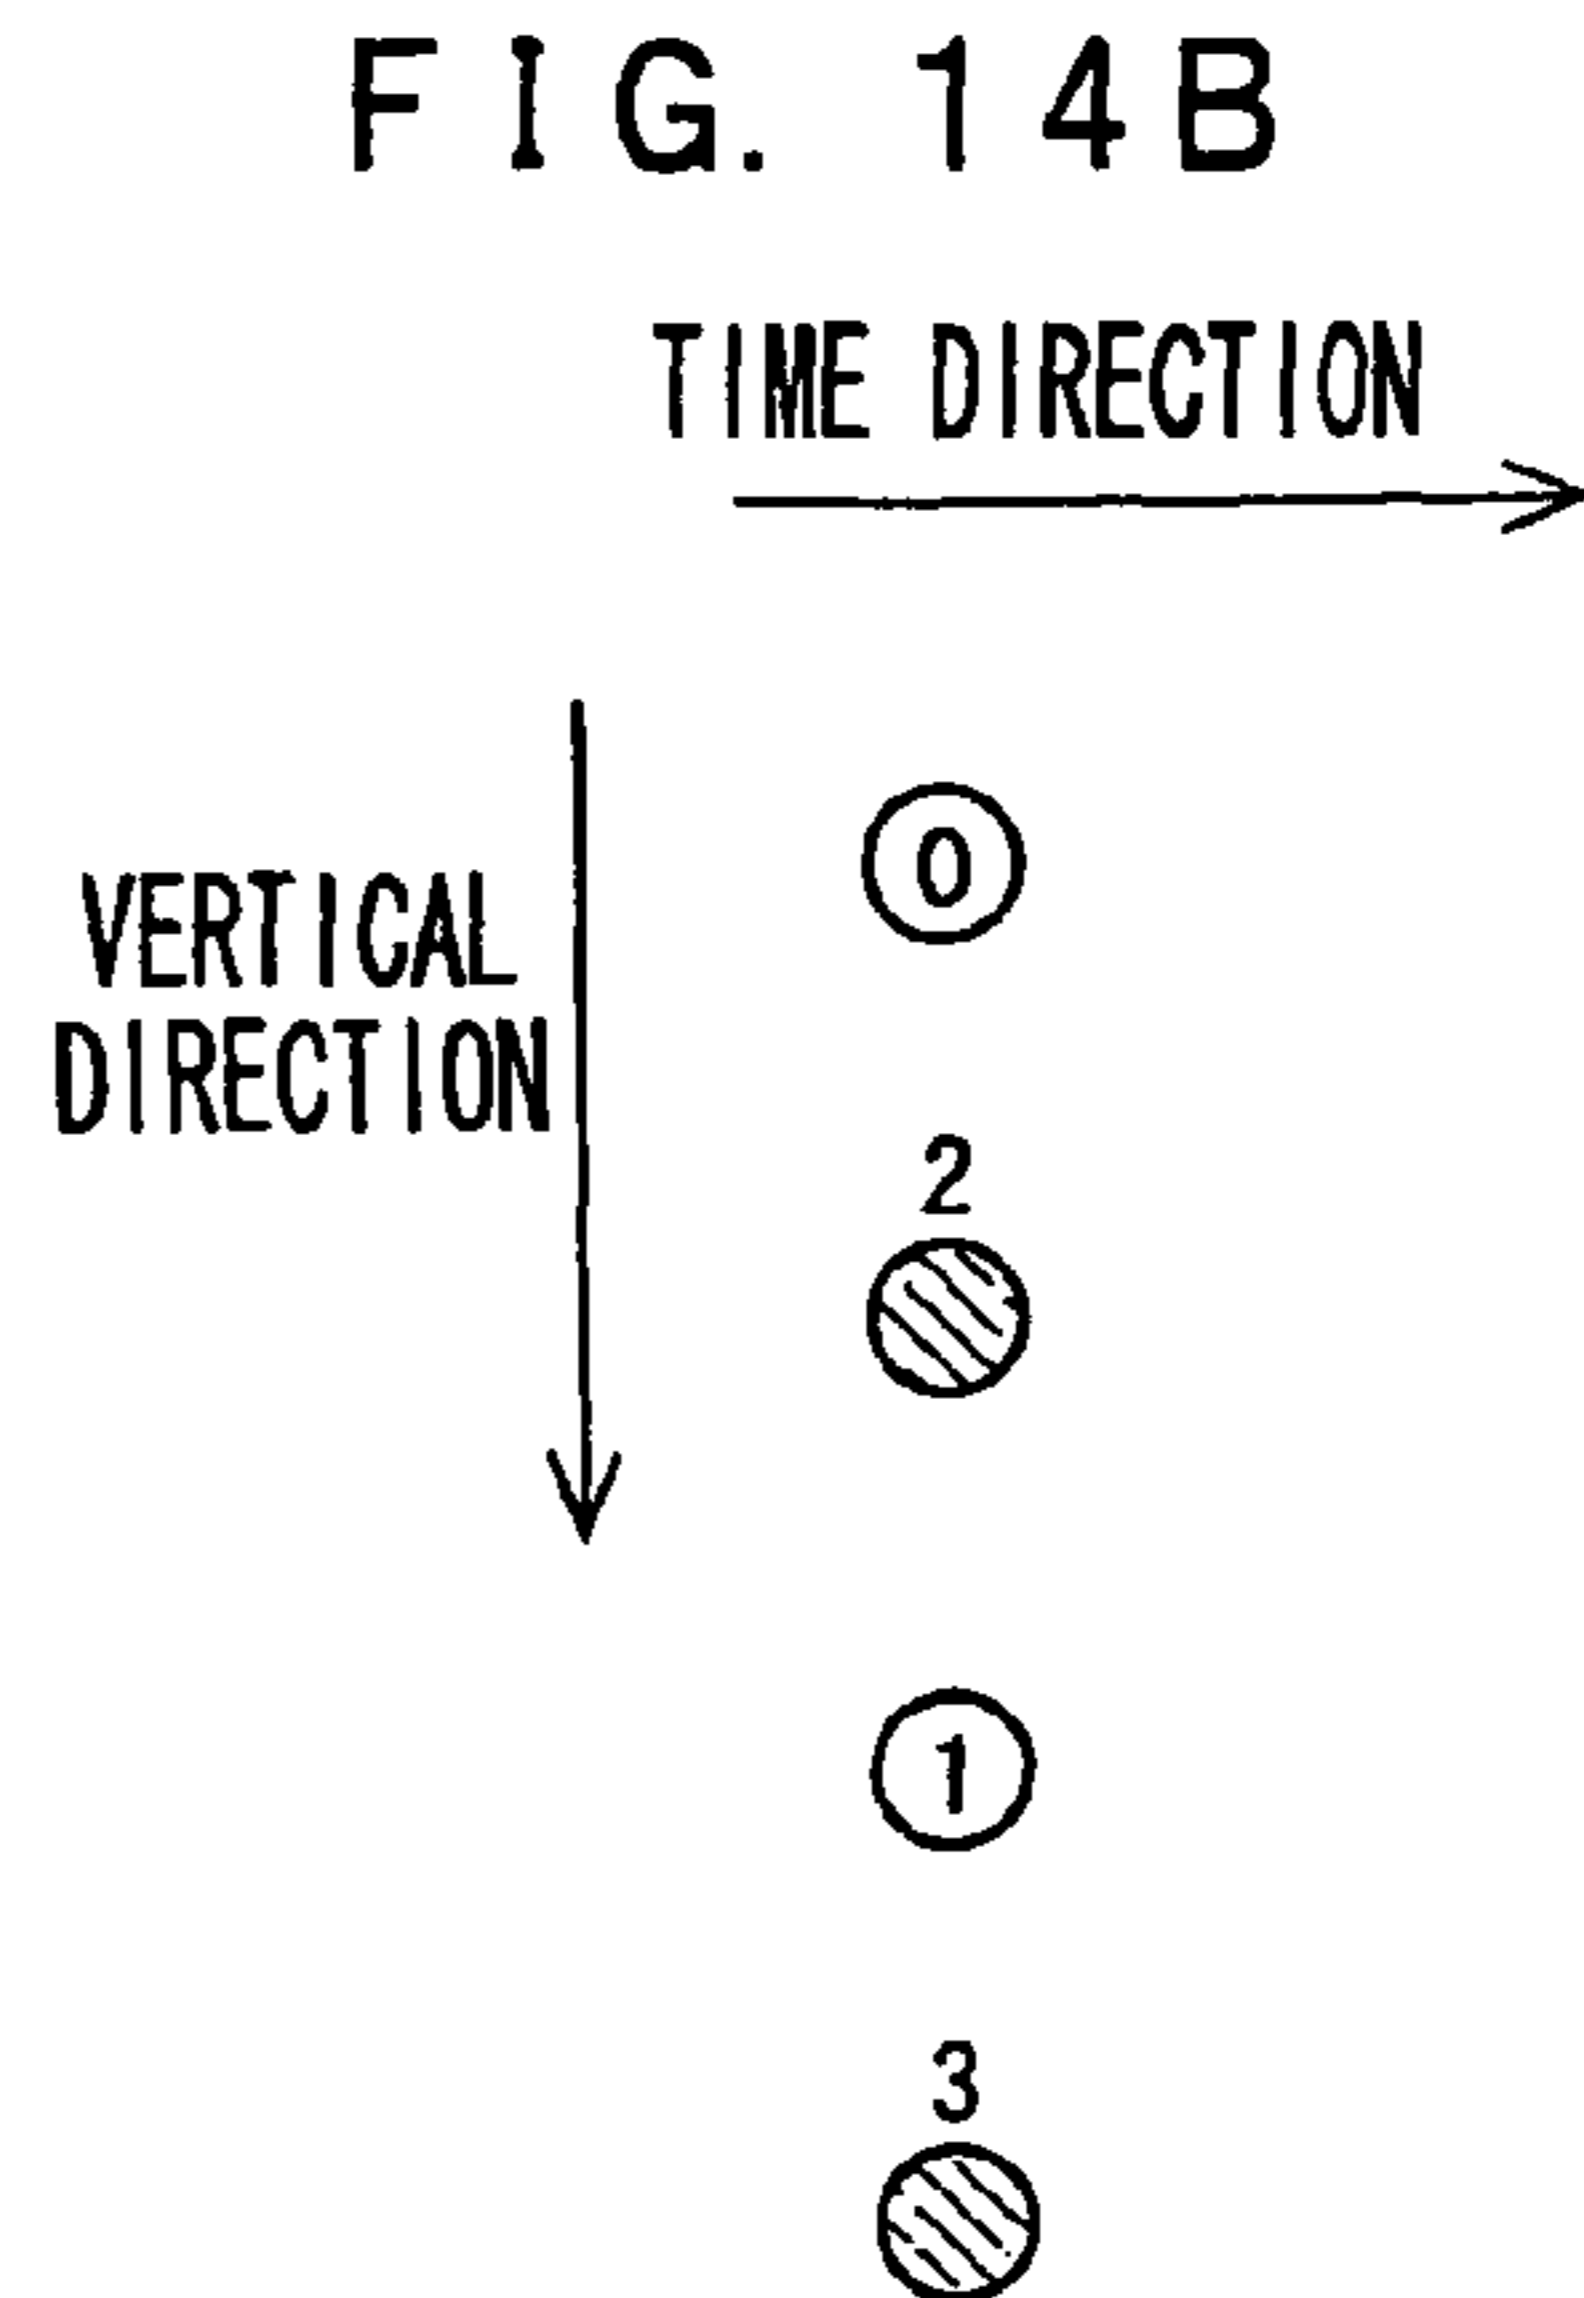 FIG. 14B
TIME DIRECTION
VERTICAL
DIRECTION
0
2
1
3